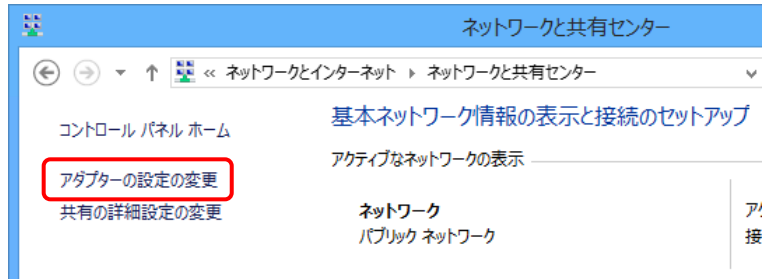 ネットワークと共有センター
« ネットワークとインターネット ▸ ネットワークと共有センター
コントロール パネル ホーム
基本ネットワーク情報の表示と接続のセットアップ
アダプターの設定の変更
アクティブなネットワークの表示
共有の詳細設定の変更
ネットワーク
パブリック ネットワーク
接